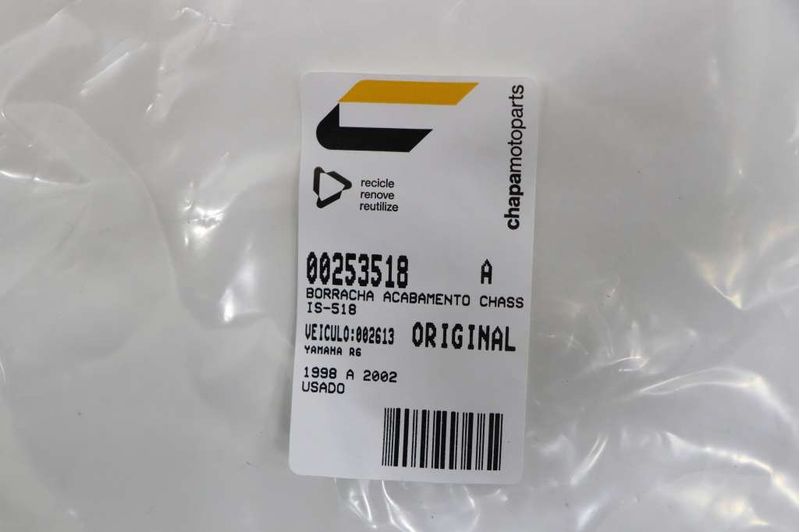 chapamotoparts
recicle
renove
reutilize
00253518 A
BORRACHA ACABAMENTO CHASS
IS-518
VEICULO:002613 ORIGINAL
YAMAHA R6
1998 A 2002
USADO